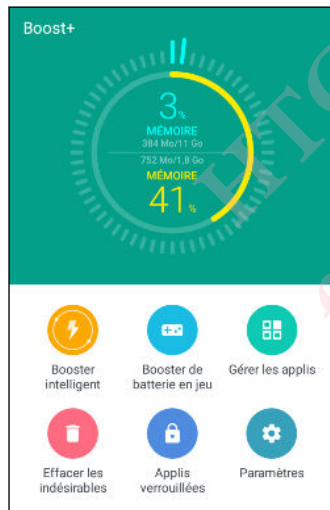 Boost+
3%
MÉMOIRE
384 Mo/11 Go
752 Mo/1,8 Go
MÉMOIRE
41%
Booster
intelligent
Booster de
batterie en jeu
Gérer les applis
Effacer les
indésirables
Applis
verrouillées
Paramètres
HTC